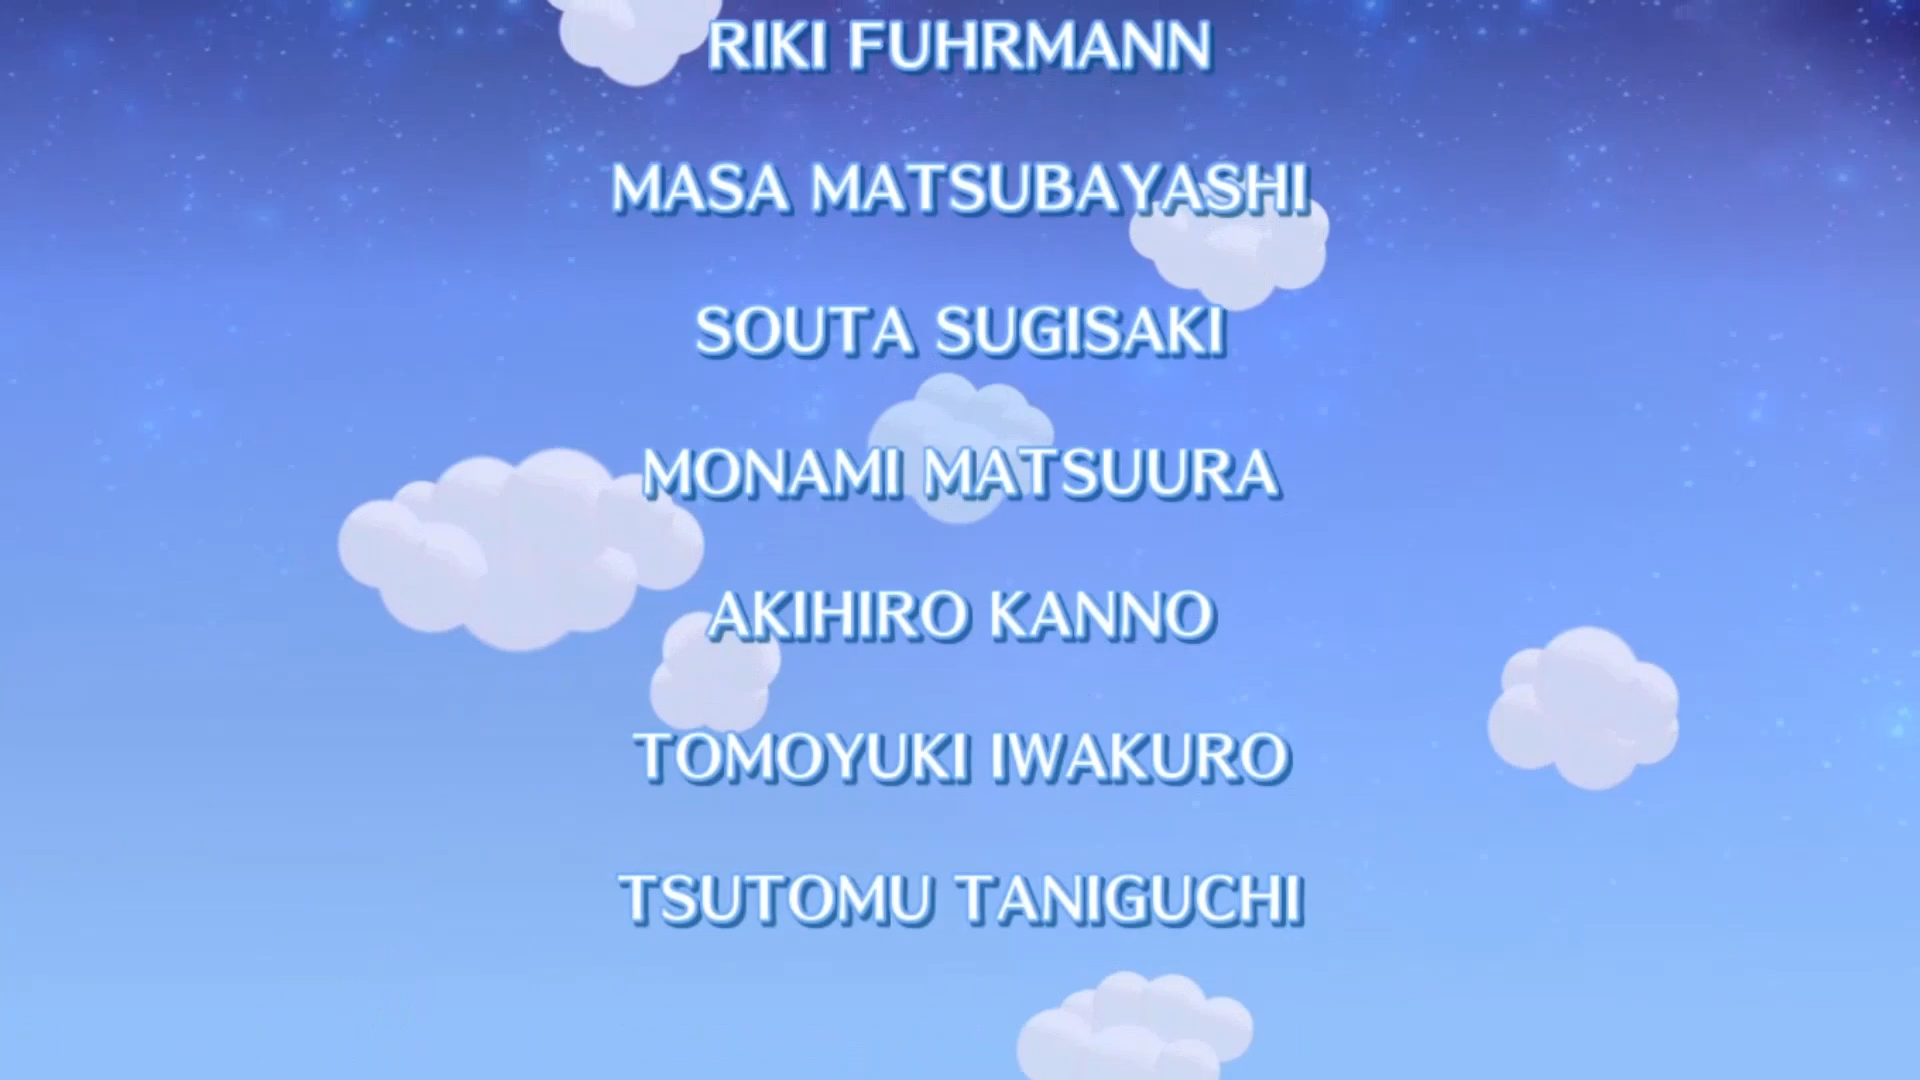 RIKI FUHRMANN
MASA MATSUBAYASHI
SOUTA SUGISAKI
MONAMI MATSUURA
AKIHIRO KANNO
TOMOYUKI IWAKURO
TSUTOMU TANIGUCHI